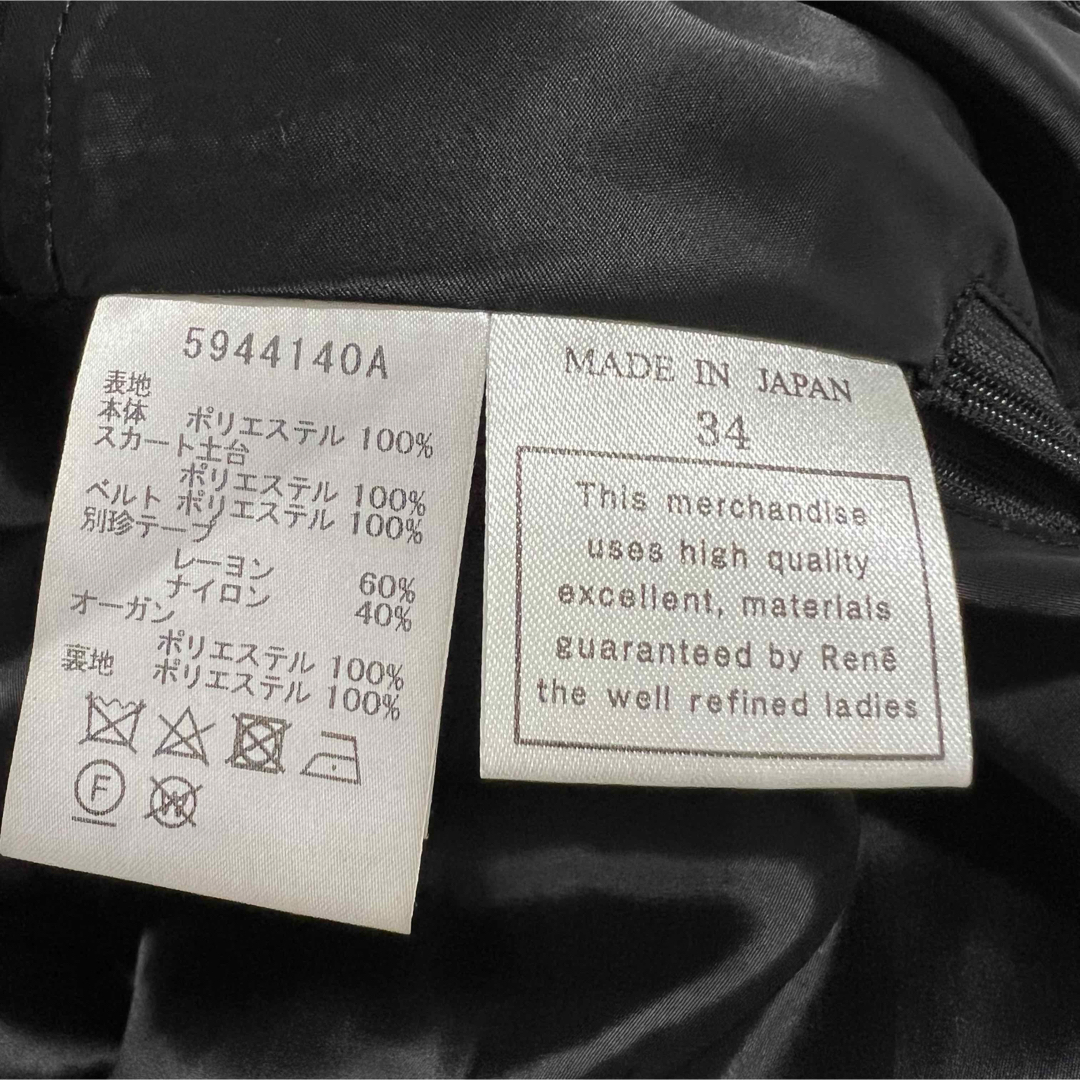 5944140A
表地
本体 ポリエステル 100%
スカート土台
ポリエステル 100%
ベルト ポリエステル 100%
別珍テープ
レーヨン 60%
ナイロン 40%
オーガン
ポリエステル 100%
裏地 ポリエステル 100%
F
W
MADE IN JAPAN
34
This merchandise
uses high quality
excellent, materials
guaranteed by Renē
the well refined ladies